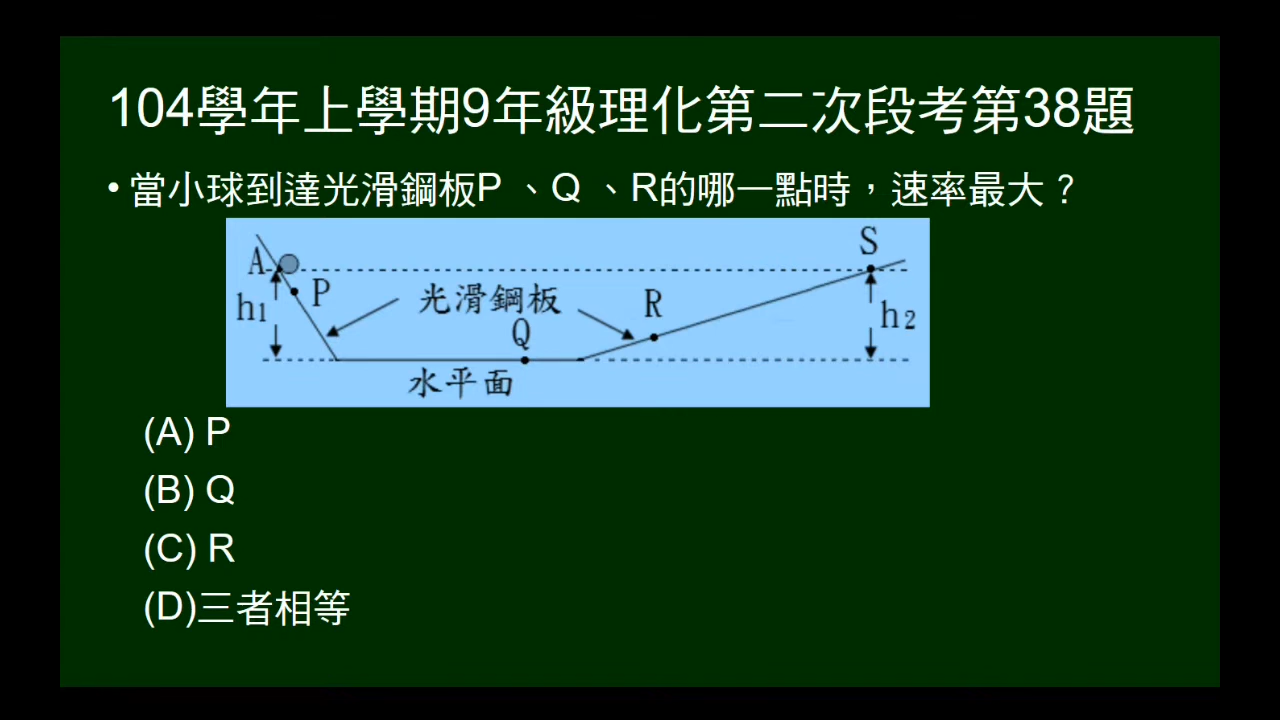 104學年上學期9年級理化第二次段考第38題
• 當小球到達光滑鋼板P 、Q 、R的哪一點時，速率最大？
S
A
P
光滑鋼板
R
h1
Q
h2
水平面
(A) P
(B) Q
(C) R
(D)三者相等